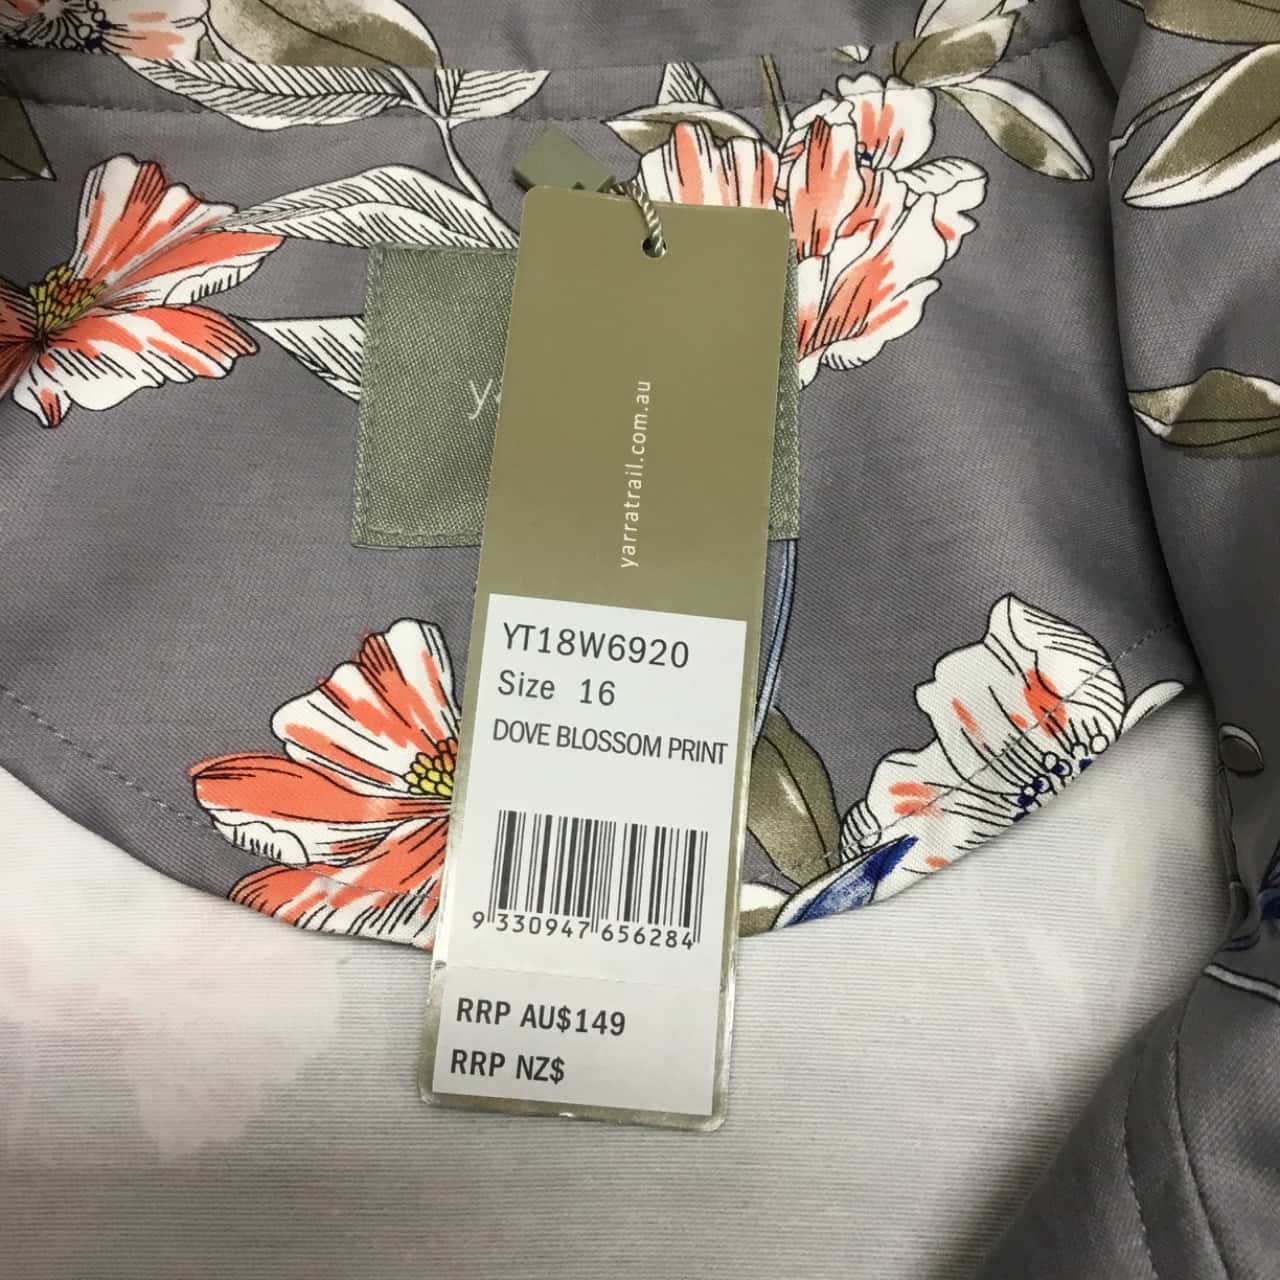 yarratrail.com.au
YT18W6920
Size 16
DOVE BLOSSOM PRINT
9 330947 656284
RRP AU$149
RRP NZ$